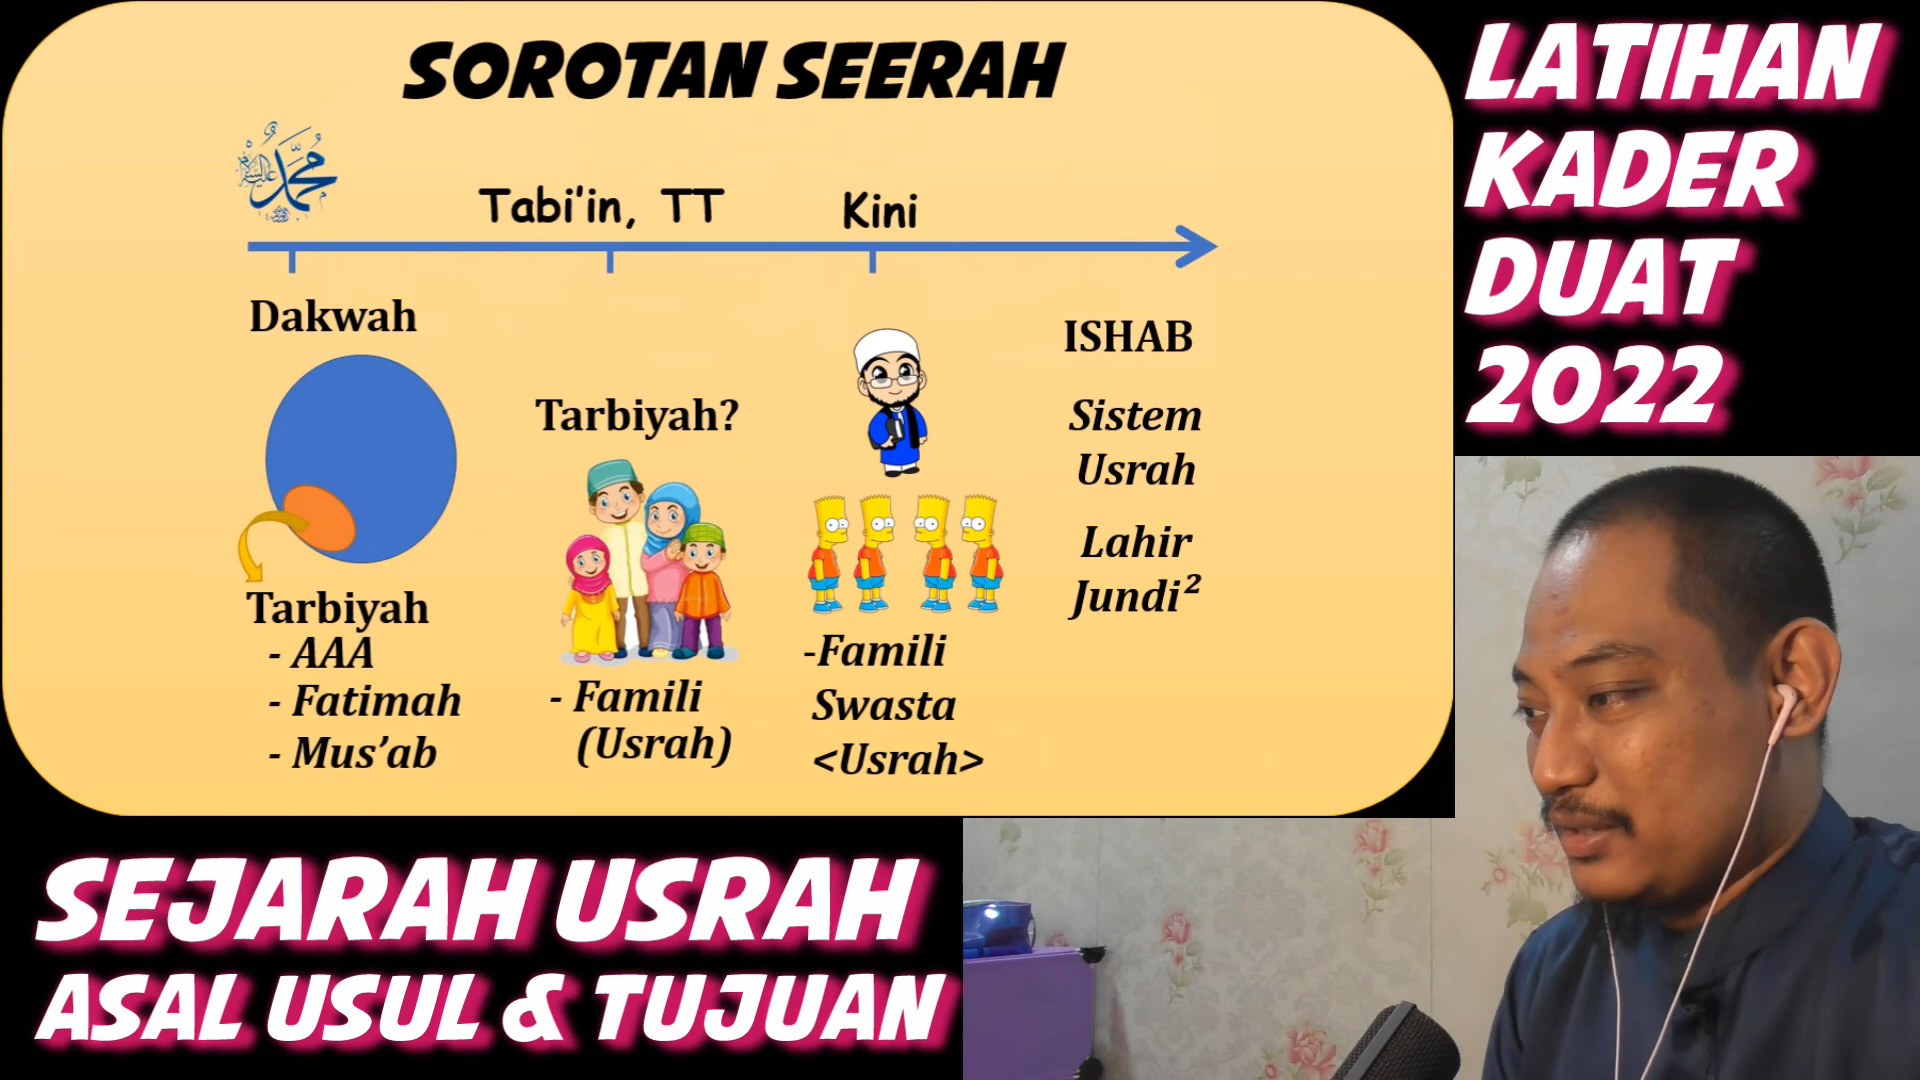 SOROTAN SEERAH
محمد
Tabi'in, TT
Kini
Dakwah
Tarbiyah
- AAA
- Fatimah
- Mus'ab
Tarbiyah?
- Famili
(Usrah)
-Famili
Swasta
<Usrah>
ISHAB
Sistem
Usrah
Lahir
Jundi²
LATIHAN
KADER
DUAT
2022
SEJARAH USRAH
ASAL USUL & TUJUAN